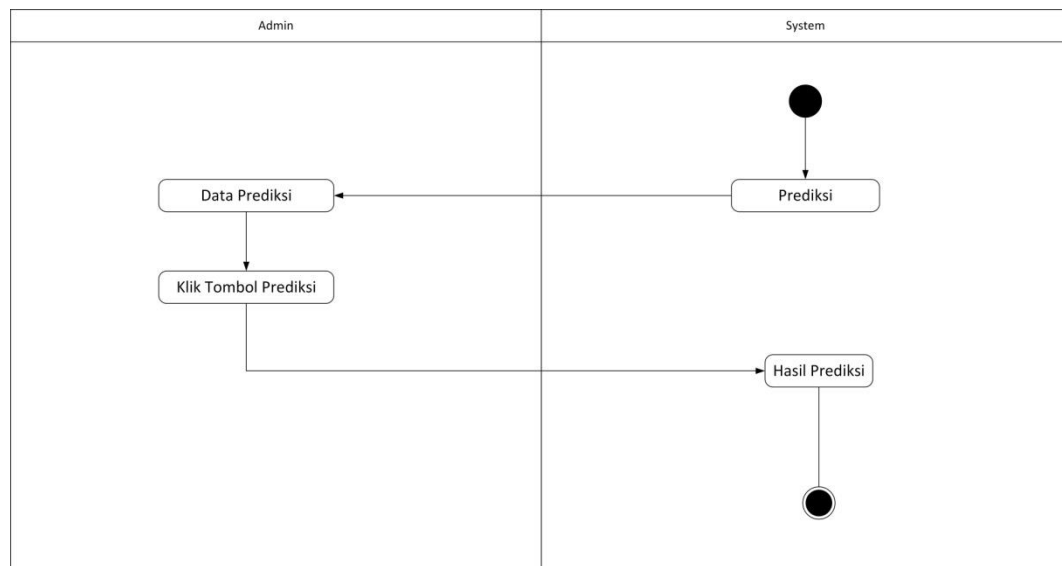 Admin
System
Data Prediksi
Prediksi
Klik Tombol Prediksi
Hasil Prediksi